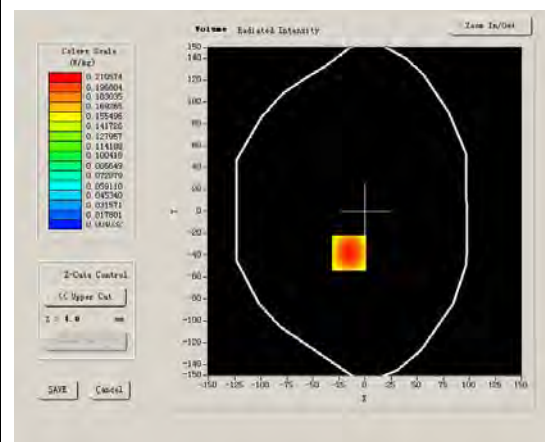 Volume Radiated Intensity
Zoom In/Out
Colors Scale
(W/kg)
0.210574
0.196804
0.183035
0.169265
0.155496
0.141726
0.127957
0.114188
0.100418
0.086649
0.072879
0.059110
0.045340
0.031571
0.017801
150
140
120
100
80
60
40
20
0
-20
-40
-60
-80
-100
-120
-140
-150
Y
-150 -125 -100 -75 -50 -25 0 25 50 75 100 125 150
X
Z-Cuts Control
<< Upper Cut
Z = 4.0 mm
SAVE
Cancel